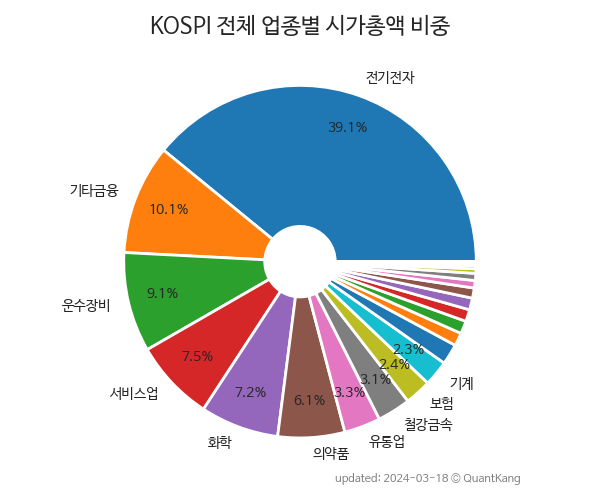 KOSPI 전체 업종별 시가총액 비중
전기전자
39.1%
기타금융
10.1%
운수장비
9.1%
서비스업
7.5%
화학
7.2%
의약품
6.1%
유통업
3.3%
철강금속
3.1%
보험
2.4%
기계
2.3%
updated: 2024-03-18 © QuantKang